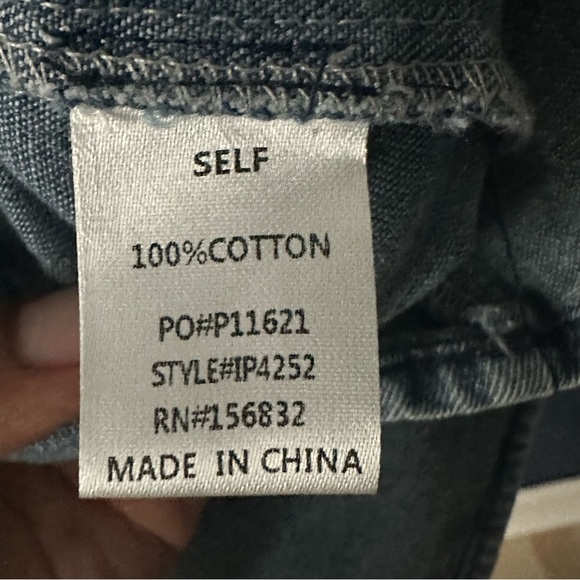 SELF
100%COTTON
PO#P11621
STYLE#IP4252
RN#156832
MADE IN CHINA